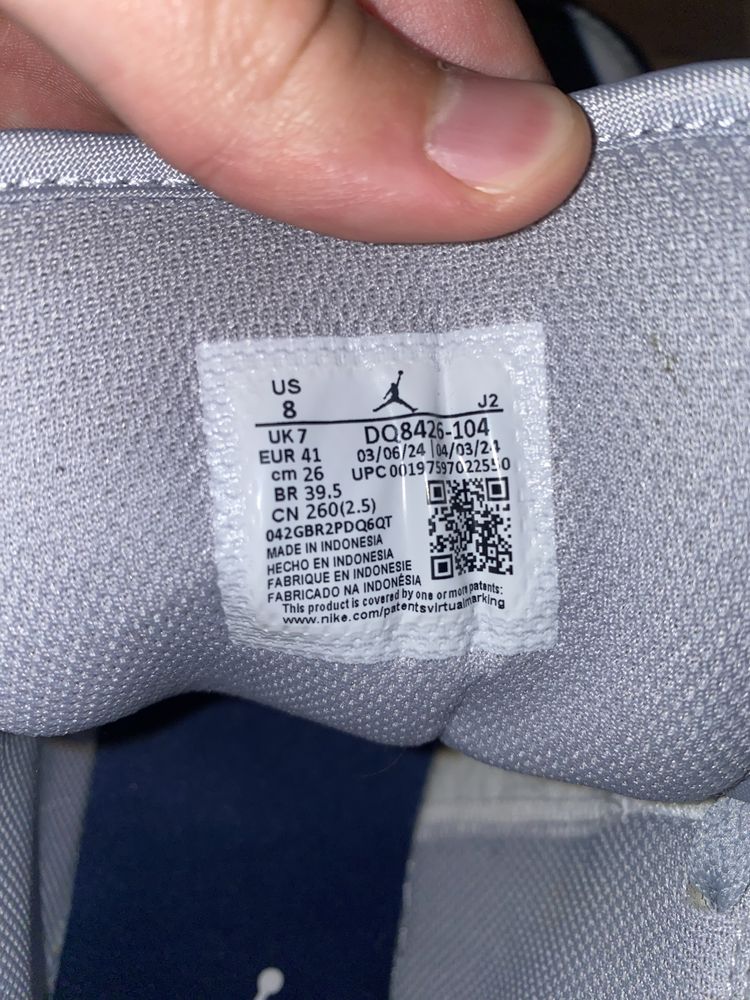 US
8
J2
UK 7
DQ8426-104
EUR 41
03/06/24 04/03/24
cm 26
UPC 00197597022550
BR 39.5
CN 260(2.5)
042GBR2PDQ6QT
MADE IN INDONESIA
HECHO EN INDONESIA
FABRIQUE EN INDONESIE
FABRICADO NA INDONÉSIA
This product is covered by one or more patents:
www.nike.com/patentsvirtualmarking